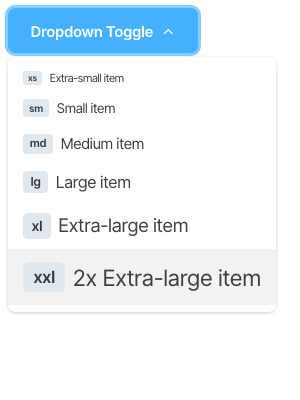 Dropdown Toggle
xs Extra-small item
sm Small item
md Medium item
lg Large item
xl Extra-large item
xxl 2x Extra-large item